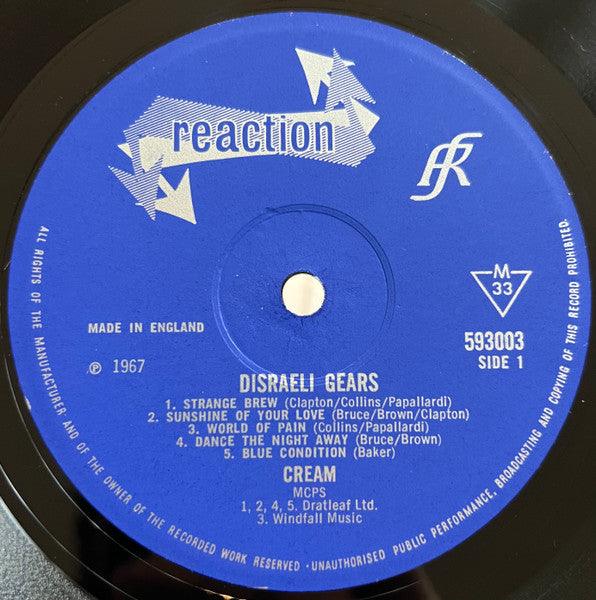 reaction
R
M
33
MADE IN ENGLAND
℗ 1967
593003
SIDE 1
DISRAELI GEARS
1. STRANGE BREW (Clapton/Collins/Papallardi)
2. SUNSHINE OF YOUR LOVE (Bruce/Brown/Clapton)
3. WORLD OF PAIN (Collins/Papallardi)
4. DANCE THE NIGHT AWAY (Bruce/Brown)
5. BLUE CONDITION (Baker)
CREAM
MCPS
1, 2, 4, 5. Dratleaf Ltd.
3. Windfall Music
ALL RIGHTS OF THE MANUFACTURER AND OF THE OWNER OF THE RECORDED WORK RESERVED · UNAUTHORISED PUBLIC PERFORMANCE, BROADCASTING AND COPYING OF THIS RECORD PROHIBITED.